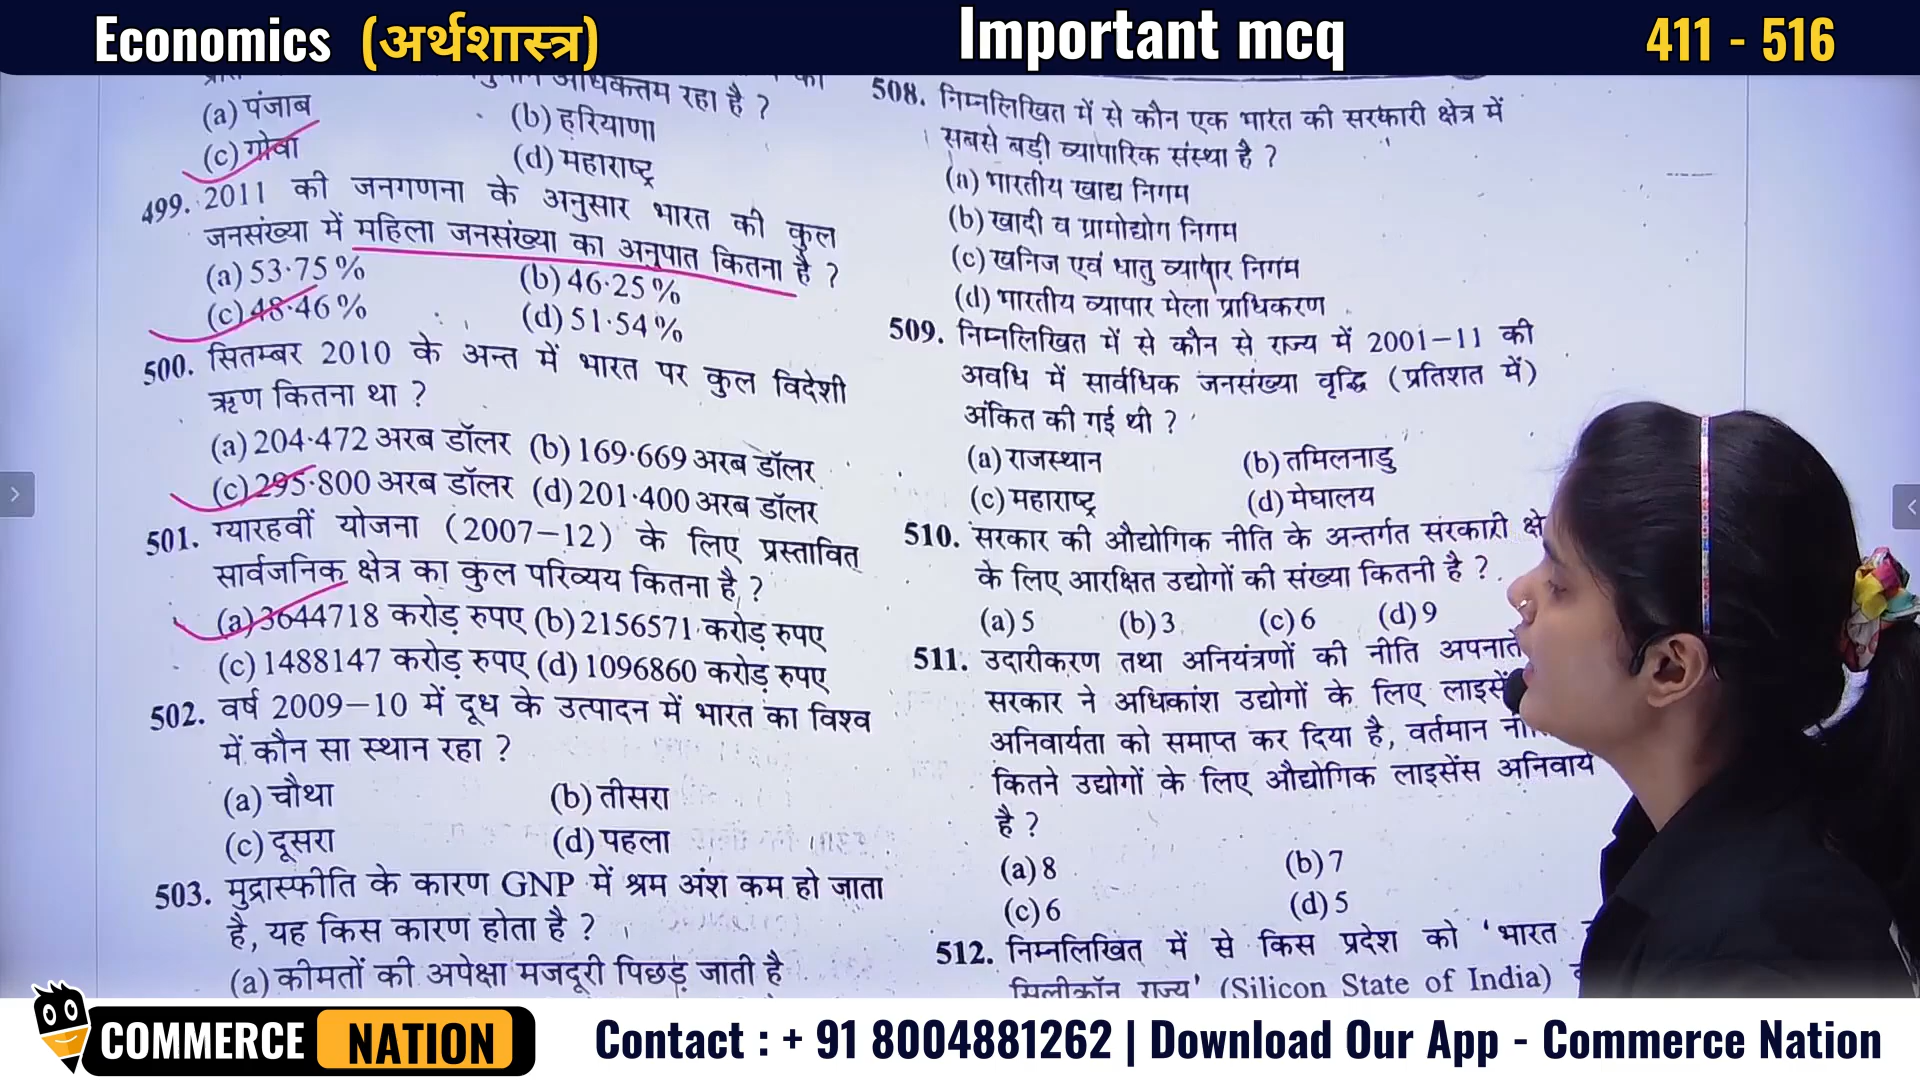 Economics (अर्थशास्त्र)
Important mcq
411 - 516
अधिकतम रहा है ?
(a) पंजाब
(b) हरियाणा
(c) गोवा
(d) महाराष्ट्र
499. 2011 की जनगणना के अनुसार भारत की कुल
जनसंख्या में महिला जनसंख्या का अनुपात कितना है ?
(a) 53·75%
(b) 46·25%
(c) 48·46%
(d) 51·54%
500. सितम्बर 2010 के अन्त में भारत पर कुल विदेशी
ऋण कितना था ?
(a) 204·472 अरब डॉलर (b) 169·669 अरब डॉलर
(c) 295·800 अरब डॉलर (d) 201·400 अरब डॉलर
501. ग्यारहवीं योजना (2007–12) के लिए प्रस्तावित
सार्वजनिक क्षेत्र का कुल परिव्यय कितना है ?
(a) 3644718 करोड़ रुपए (b) 2156571 करोड़ रुपए
(c) 1488147 करोड़ रुपए (d) 1096860 करोड़ रुपए
502. वर्ष 2009–10 में दूध के उत्पादन में भारत का विश्व
में कौन सा स्थान रहा ?
(a) चौथा
(b) तीसरा
(c) दूसरा
(d) पहला
503. मुद्रास्फीति के कारण GNP में श्रम अंश कम हो जाता
है, यह किस कारण होता है ?
(a) कीमतों की अपेक्षा मजदूरी पिछड़ जाती है
508. निम्नलिखित में से कौन एक भारत की सरकारी क्षेत्र में
सबसे बड़ी व्यापारिक संस्था है ?
(a) भारतीय खाद्य निगम
(b) खादी व ग्रामोद्योग निगम
(c) खनिज एवं धातु व्यापार निगम
(d) भारतीय व्यापार मेला प्राधिकरण
509. निम्नलिखित में से कौन से राज्य में 2001–11 की
अवधि में सार्वधिक जनसंख्या वृद्धि (प्रतिशत में)
अंकित की गई थी ?
(a) राजस्थान
(b) तमिलनाडु
(c) महाराष्ट्र
(d) मेघालय
510. सरकार की औद्योगिक नीति के अन्तर्गत सरकारी
के लिए आरक्षित उद्योगों की संख्या कितनी है ?
(a) 5 (b) 3 (c) 6 (d) 9
511. उदारीकरण तथा अनियंत्रणों की नीति अपनाते
सरकार ने अधिकांश उद्योगों के लिए
अनिवार्यता को समाप्त कर दिया है, वर्तमान
कितने उद्योगों के लिए औद्योगिक लाइसेंस अनिवार्य
है ?
(a) 8
(b) 7
(c) 6
(d) 5
512. निम्नलिखित में से किस प्रदेश को 'भारत
सिलीकॉन राज्य' (Silicon State of India)
COMMERCE NATION
Contact : + 91 8004881262 | Download Our App - Commerce Nation